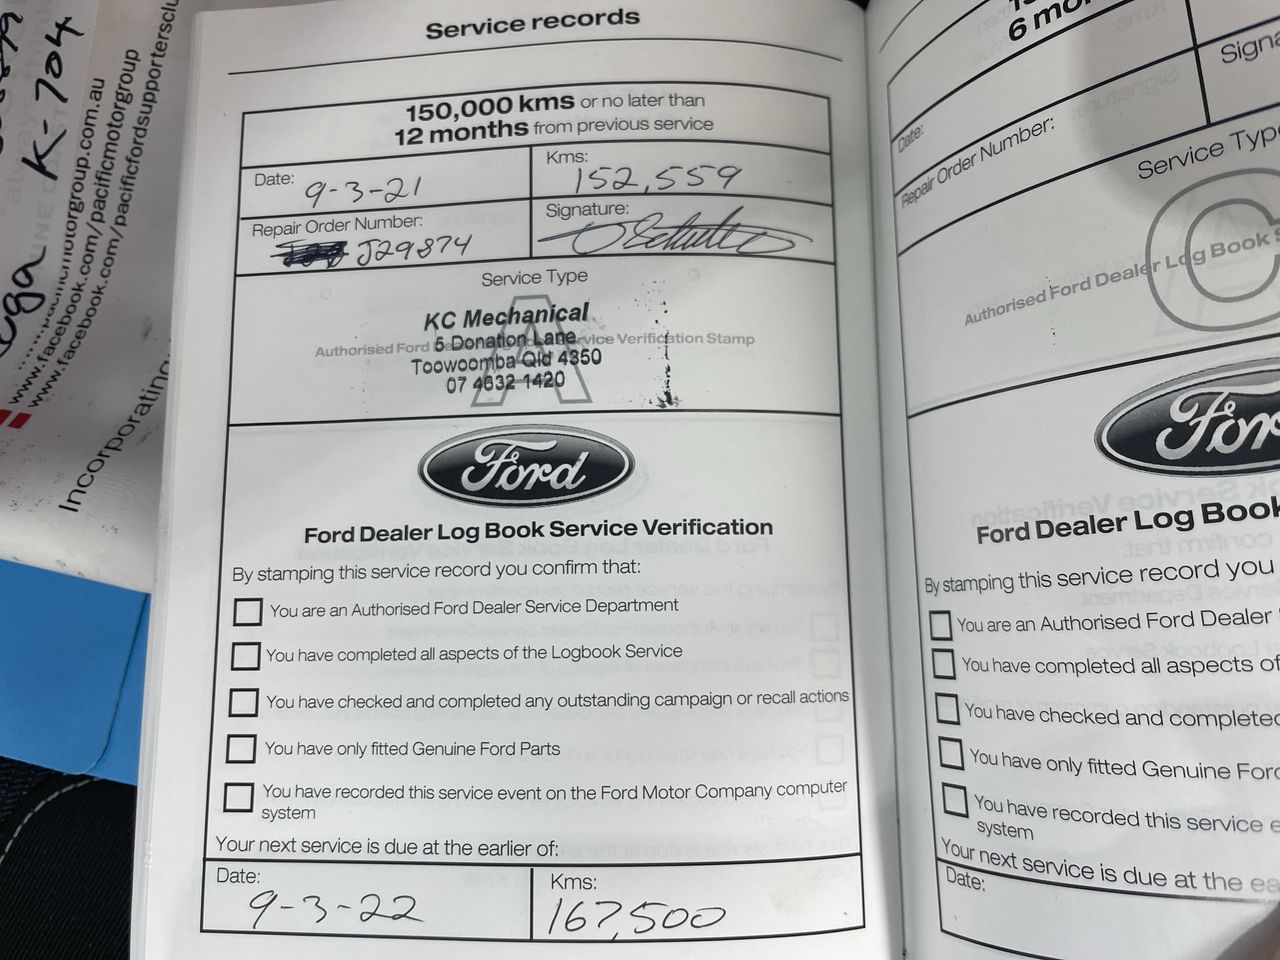 K-704
www.facebook.com/pacificmotorgroup
www.facebook.com/pacificfordsupportersclu
Incorporating
Service records
150,000 kms or no later than
12 months from previous service
Date: 9-3-21
Kms: 152,559
Repair Order Number: J29874
Signature:
Service Type
A
Authorised Ford
Service Verification Stamp
KC Mechanical
5 Donation Lane
Toowoomba Qld 4350
07 4632 1420
Ford
Ford Dealer Log Book Service Verification
By stamping this service record you confirm that:
You are an Authorised Ford Dealer Service Department
You have completed all aspects of the Logbook Service
You have checked and completed any outstanding campaign or recall actions
You have only fitted Genuine Ford Parts
You have recorded this service event on the Ford Motor Company computer
system
Your next service is due at the earlier of:
Date: 9-3-22
Kms: 167,500
6 mo
Date:
Signa
Repair Order Number:
Service Typ
C
Authorised Ford Dealer Log Book S
Ford
Ford Dealer Log Book
By stamping this service record you
You are an Authorised Ford Dealer
You have completed all aspects of
You have checked and completed
You have only fitted Genuine Ford
You have recorded this service e
system
Your next service is due at the ea
Date: